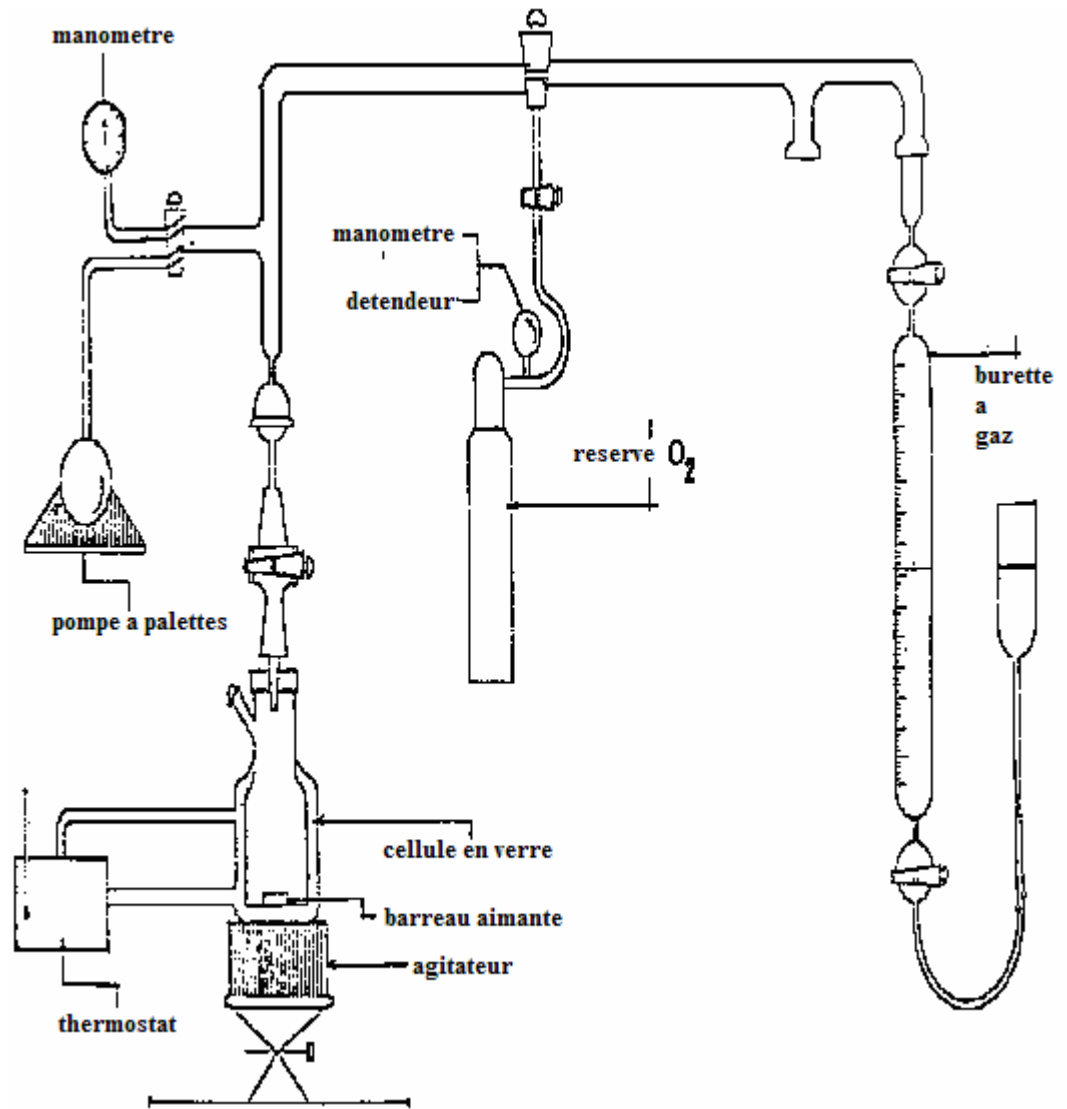 manometre
manometre
detendeur
burette
a
gaz
reserve O₂
pompe a palettes
cellule en verre
barreau aimante
agitateur
thermostat